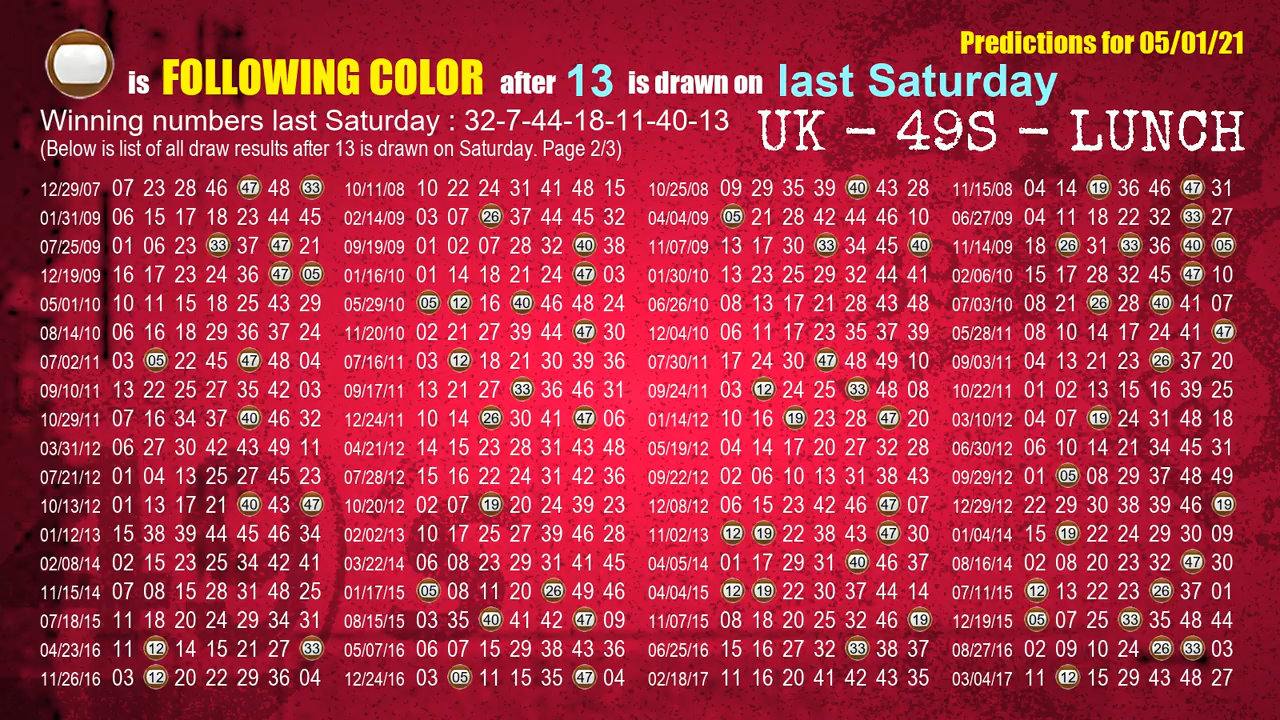 Predictions for 05/01/21
is FOLLOWING COLOR after 13 is drawn on last Saturday
Winning numbers last Saturday : 32-7-44-18-11-40-13
UK - 49S - LUNCH
(Below is list of all draw results after 13 is drawn on Saturday. Page 2/3)
12/29/07 07 23 28 46 47 48 33 10/11/08 10 22 24 31 41 48 15 10/25/08 09 29 35 39 40 43 28 11/15/08 04 14 19 36 46 47 31
01/31/09 06 15 17 18 23 44 45 02/14/09 03 07 26 37 44 45 32 04/04/09 05 21 28 42 44 46 10 06/27/09 04 11 18 22 32 33 27
07/25/09 01 06 23 33 37 47 21 09/19/09 01 02 07 28 32 40 38 11/07/09 13 17 30 33 34 45 40 11/14/09 18 26 31 33 36 40 05
12/19/09 16 17 23 24 36 47 05 01/16/10 01 14 18 21 24 47 03 01/30/10 13 23 25 29 32 44 41 02/06/10 15 17 28 32 45 47 10
05/01/10 10 11 15 18 25 43 29 05/29/10 05 12 16 40 46 48 24 06/26/10 08 13 17 21 28 43 48 07/03/10 08 21 26 28 40 41 07
08/14/10 06 16 18 29 36 37 24 11/20/10 02 21 27 39 44 47 30 12/04/10 06 11 17 23 35 37 39 05/28/11 08 10 14 17 24 41 47
07/02/11 03 05 22 45 47 48 04 07/16/11 03 12 18 21 30 39 36 07/30/11 17 24 30 47 48 49 10 09/03/11 04 13 21 23 26 37 20
09/10/11 13 22 25 27 35 42 03 09/17/11 13 21 27 33 36 46 31 09/24/11 03 12 24 25 33 48 08 10/22/11 01 02 13 15 16 39 25
10/29/11 07 16 34 37 40 46 32 12/24/11 10 14 26 30 41 47 06 01/14/12 10 16 19 23 28 47 20 03/10/12 04 07 19 24 31 48 18
03/31/12 06 27 30 42 43 49 11 04/21/12 14 15 23 28 31 43 48 05/19/12 04 14 17 20 27 32 28 06/30/12 06 10 14 21 34 45 31
07/21/12 01 04 13 25 27 45 23 07/28/12 15 16 22 24 31 42 36 09/22/12 02 06 10 13 31 38 43 09/29/12 01 05 08 29 37 48 49
10/13/12 01 13 17 21 40 43 47 10/20/12 02 07 19 20 24 39 23 12/08/12 06 15 23 42 46 47 07 12/29/12 22 29 30 38 39 46 19
01/12/13 15 38 39 44 45 46 34 02/02/13 10 17 25 27 39 46 28 11/02/13 12 19 22 38 43 47 30 01/04/14 15 19 22 24 29 30 09
02/08/14 02 15 23 25 34 42 41 03/22/14 06 08 23 29 31 41 45 04/05/14 01 17 29 31 40 46 37 08/16/14 02 08 20 23 32 47 30
11/15/14 07 08 15 28 31 48 25 01/17/15 05 08 11 20 26 49 46 04/04/15 12 19 22 30 37 44 14 07/11/15 12 13 22 23 26 37 01
07/18/15 11 18 20 24 29 34 31 08/15/15 03 35 40 41 42 47 09 11/07/15 08 18 20 25 32 46 19 12/19/15 05 07 25 33 35 48 44
04/23/16 11 12 14 15 21 27 33 05/07/16 06 07 15 29 38 43 36 06/25/16 15 16 27 32 33 38 37 08/27/16 02 09 10 24 26 33 03
11/26/16 03 12 20 22 29 36 04 12/24/16 03 05 11 15 35 47 04 02/18/17 11 16 20 41 42 43 35 03/04/17 11 12 15 29 43 48 27